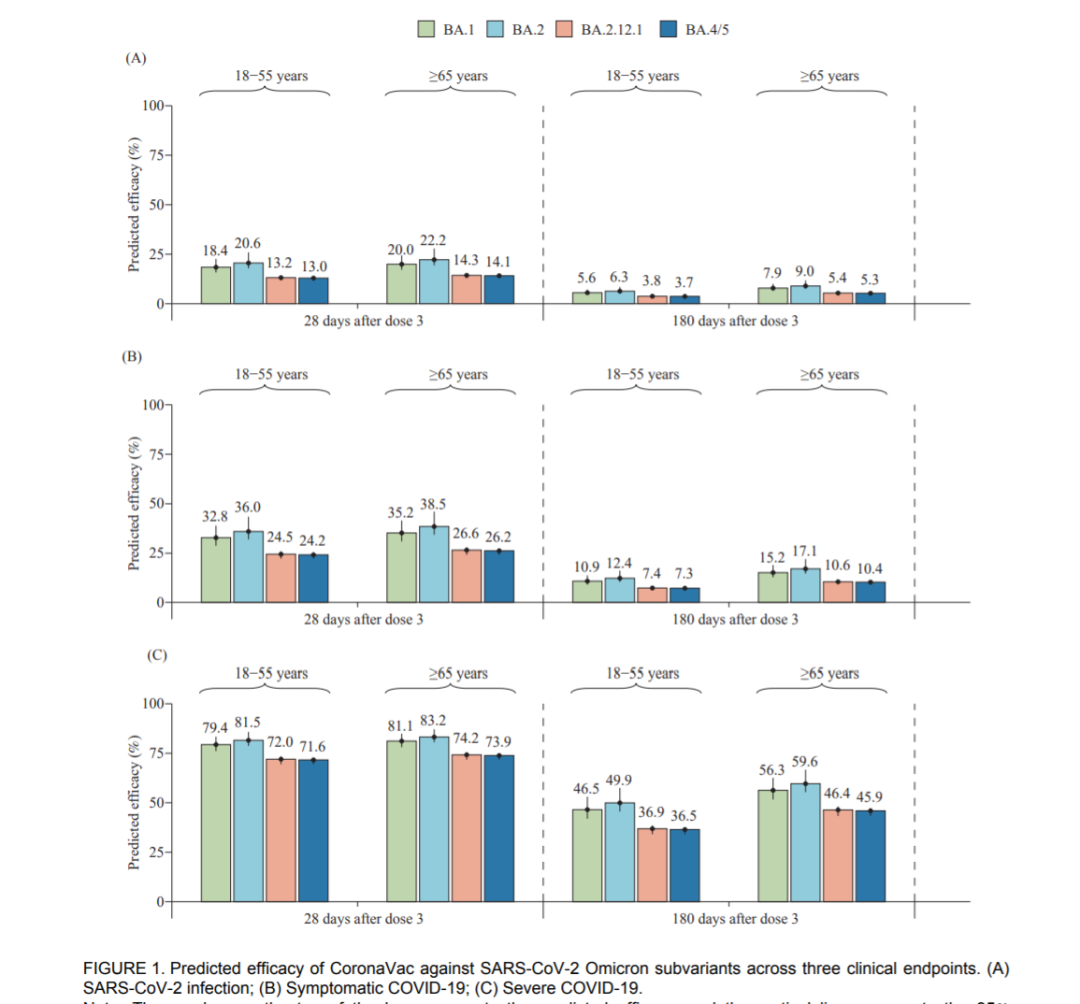 BA.1 BA.2 BA.2.12.1 BA.4/5
(A)
18–55 years ≥65 years 18–55 years ≥65 years
Predicted efficacy (%)
100
75
50
25
0
18.4 20.6 13.2 13.0
20.0 22.2 14.3 14.1
5.6 6.3 3.8 3.7
7.9 9.0 5.4 5.3
28 days after dose 3 180 days after dose 3
(B)
18–55 years ≥65 years 18–55 years ≥65 years
Predicted efficacy (%)
100
75
50
25
0
32.8 36.0 24.5 24.2
35.2 38.5 26.6 26.2
10.9 12.4 7.4 7.3
15.2 17.1 10.6 10.4
28 days after dose 3 180 days after dose 3
(C)
18–55 years ≥65 years 18–55 years ≥65 years
Predicted efficacy (%)
100
75
50
25
0
79.4 81.5 72.0 71.6
81.1 83.2 74.2 73.9
46.5 49.9 36.9 36.5
56.3 59.6 46.4 45.9
28 days after dose 3 180 days after dose 3
FIGURE 1. Predicted efficacy of CoronaVac against SARS-CoV-2 Omicron subvariants across three clinical endpoints. (A)
SARS-CoV-2 infection; (B) Symptomatic COVID-19; (C) Severe COVID-19.